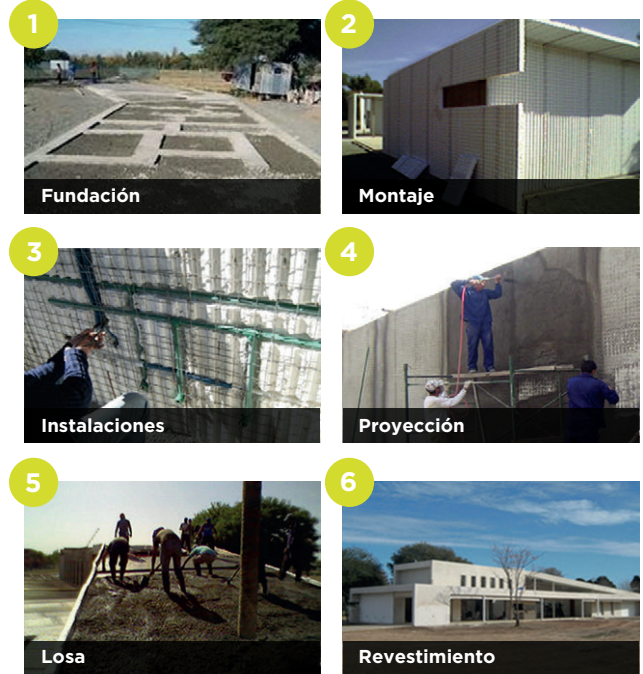 1
Fundación
2
Montaje
3
Instalaciones
4
Proyección
5
Losa
6
Revestimiento